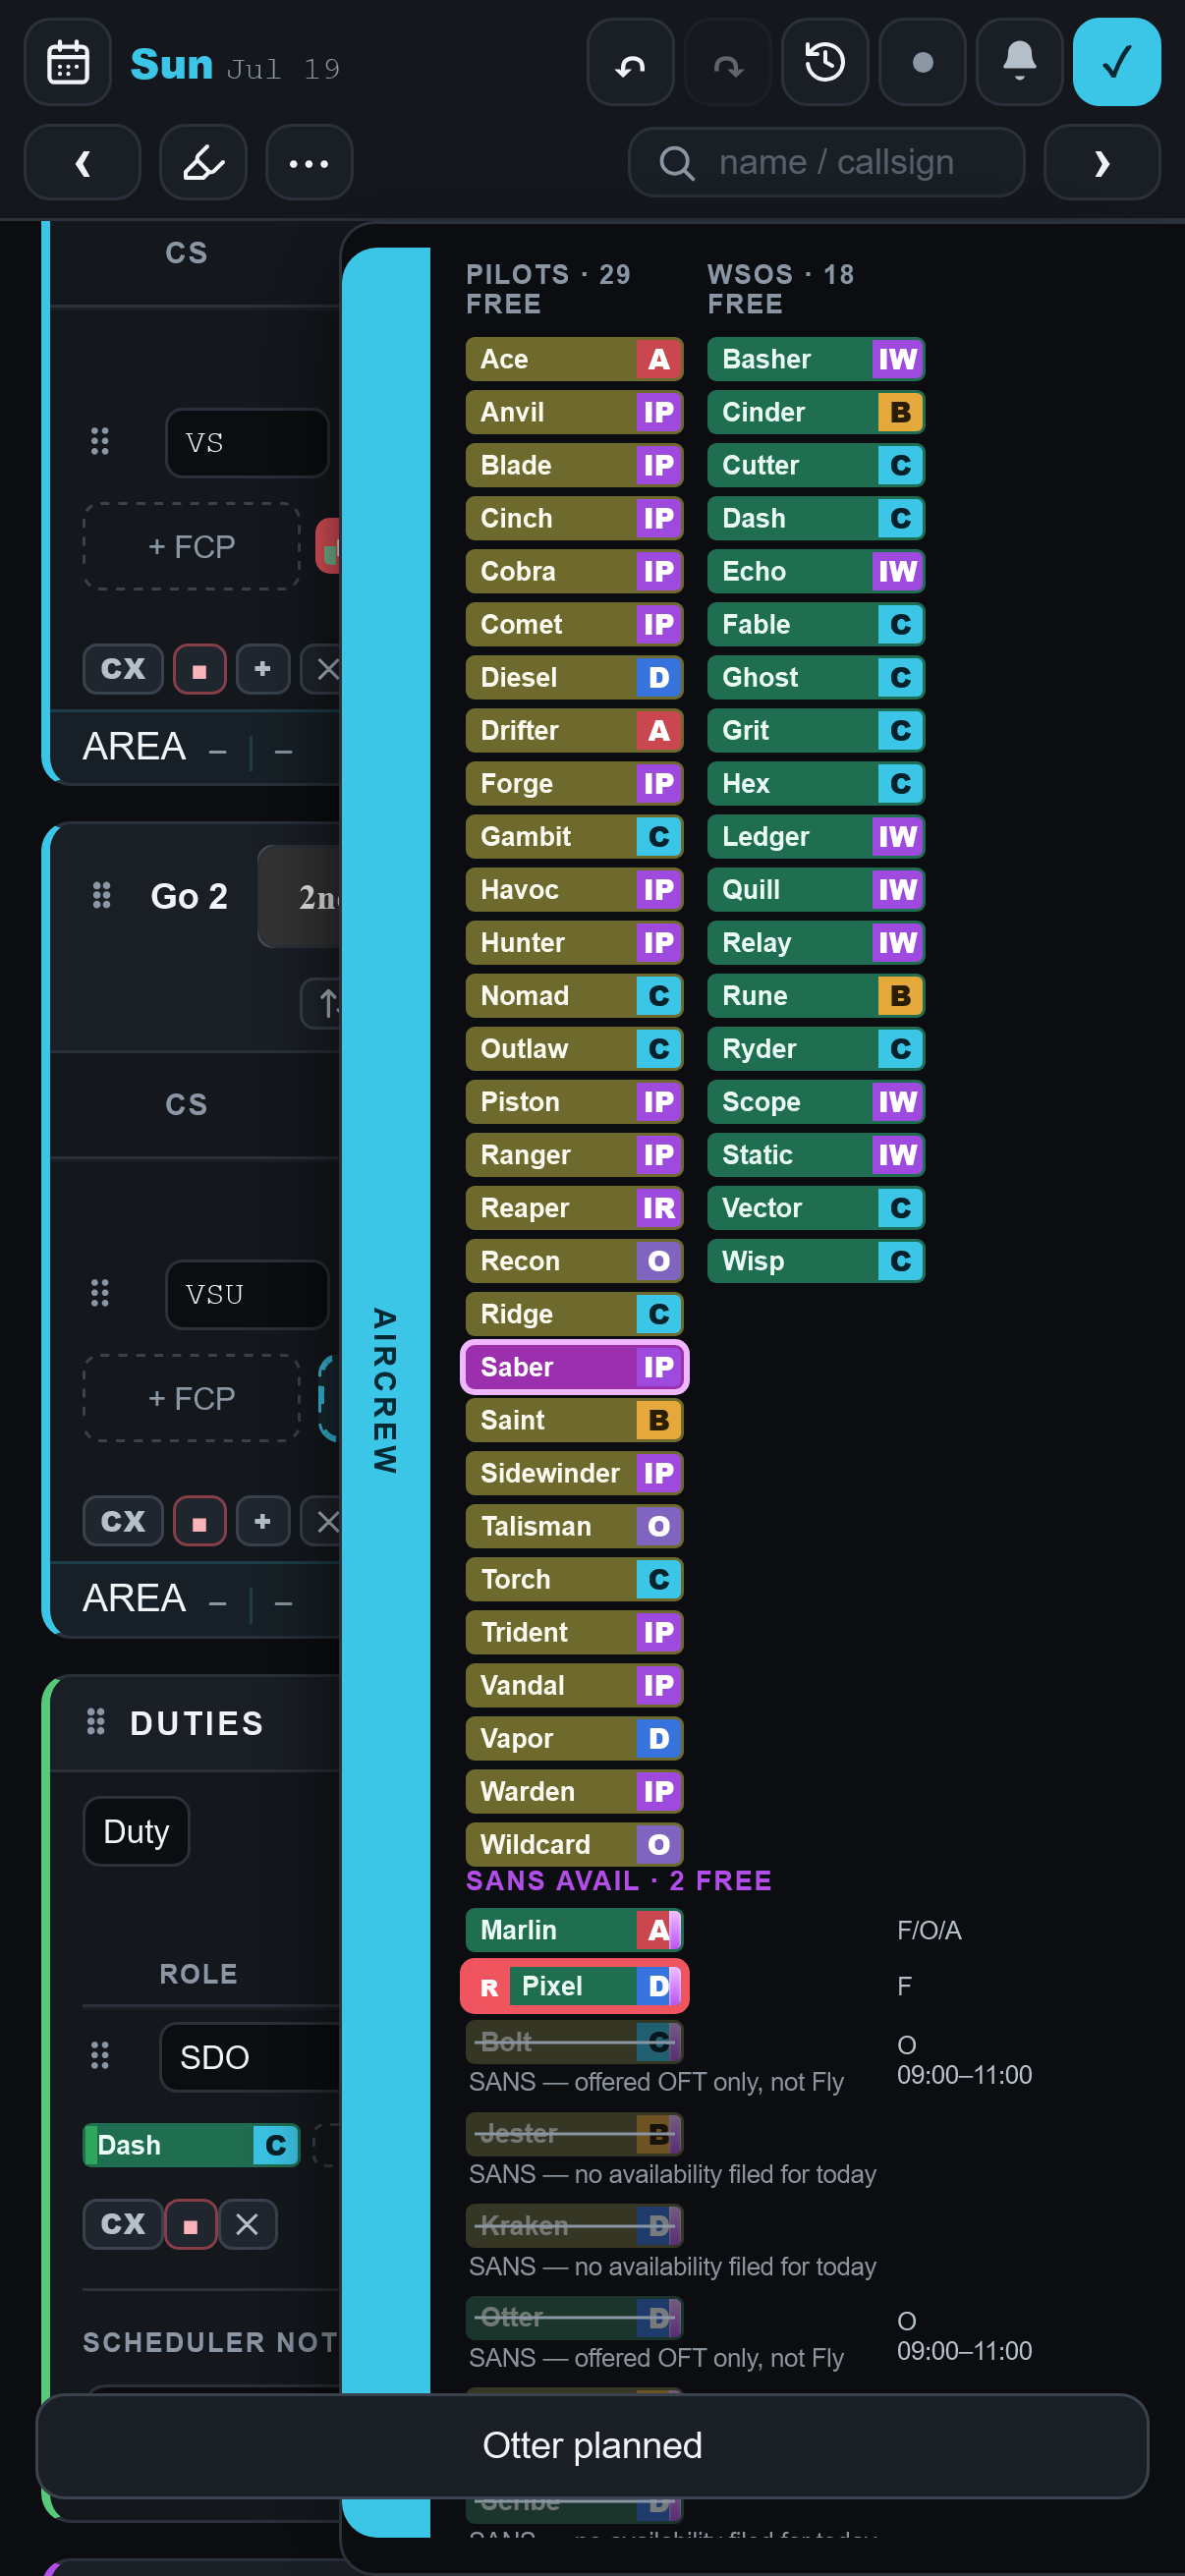 Sun Jul 19
name / callsign
CS
VS
+ FCP
CX
AREA – | –
Go 2
CS
VSU
+ FCP
CX
AREA – | –
DUTIES
Duty
ROLE
SDO
Dash C
CX
SCHEDULER NOT
AIRCREW
PILOTS · 29 FREE
Ace A
Anvil IP
Blade IP
Cinch IP
Cobra IP
Comet IP
Diesel D
Drifter A
Forge IP
Gambit C
Havoc IP
Hunter IP
Nomad C
Outlaw C
Piston IP
Ranger IP
Reaper IR
Recon O
Ridge C
Saber IP
Saint B
Sidewinder IP
Talisman O
Torch C
Trident IP
Vandal IP
Vapor D
Warden IP
Wildcard O
WSOS · 18 FREE
Basher IW
Cinder B
Cutter C
Dash C
Echo IW
Fable C
Ghost C
Grit C
Hex C
Ledger IW
Quill IW
Relay IW
Rune B
Ryder C
Scope IW
Static IW
Vector C
Wisp C
SANS AVAIL · 2 FREE
Marlin A F/O/A
R Pixel D F
Bolt C O
09:00–11:00
SANS — offered OFT only, not Fly
Jester B
SANS — no availability filed for today
Kraken D
SANS — no availability filed for today
Otter D O
09:00–11:00
SANS — offered OFT only, not Fly
Otter planned
Scribe D
SANS — no availability filed for today